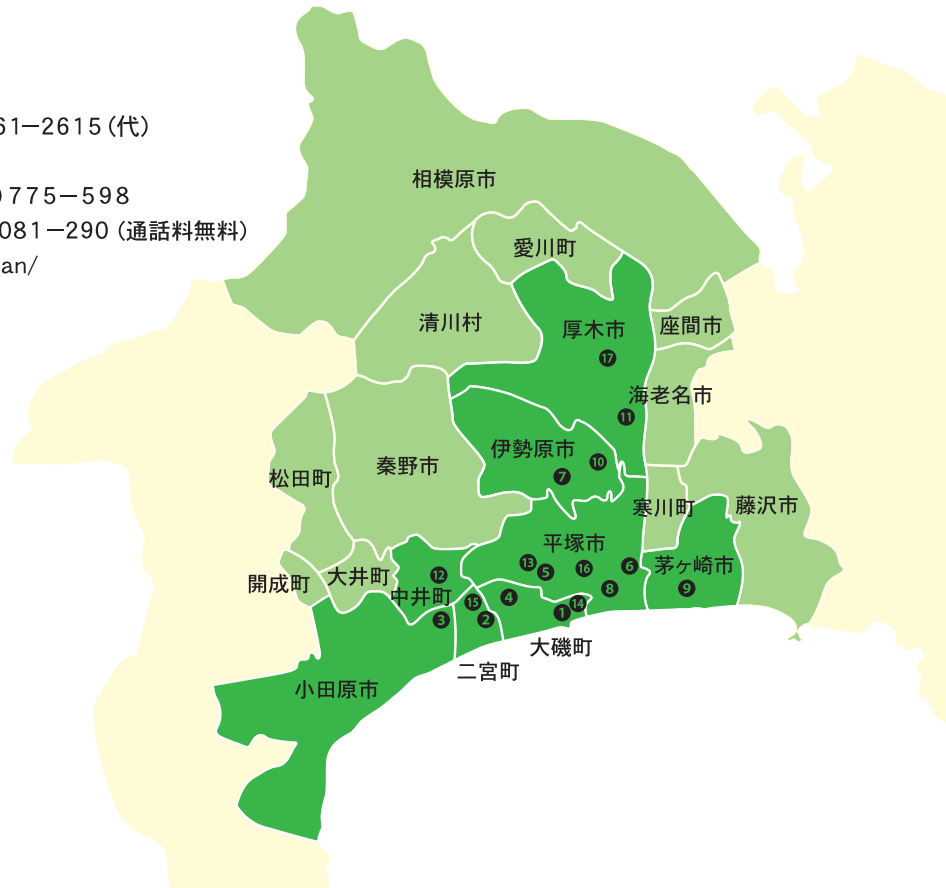 61−2615（代）
775−598
081−290（通話料無料）
an/
相模原市
愛川町
清川村
厚木市
座間市
⑰
海老名市
⑪
伊勢原市
⑩
⑦
秦野市
松田町
寒川町
藤沢市
平塚市
⑬
⑤
⑯
⑥
茅ヶ崎市
開成町
大井町
⑫
中井町
⑧
⑨
④
⑮
⑭
①
③
②
大磯町
二宮町
小田原市